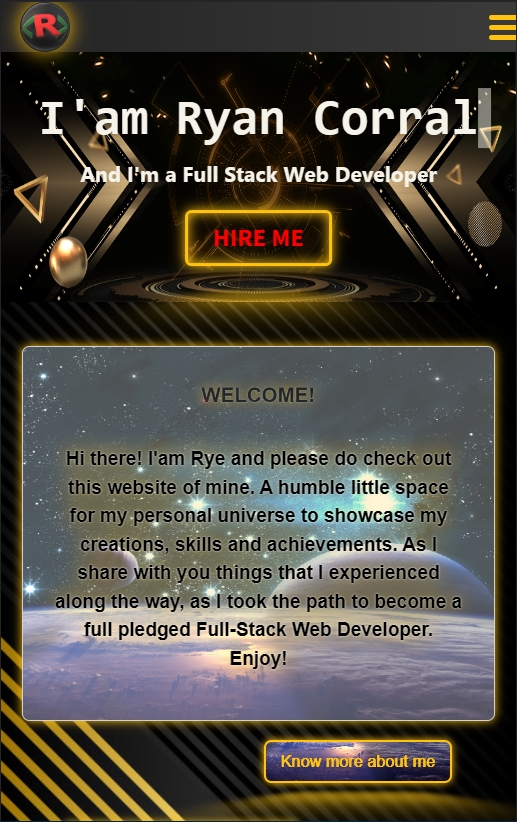 R
I'am Ryan Corral
And I'm a Full Stack Web Developer
HIRE ME
WELCOME!
Hi there! I'am Rye and please do check out
this website of mine. A humble little space
for my personal universe to showcase my
creations, skills and achievements. As I
share with you things that I experienced
along the way, as I took the path to become a
full pledged Full-Stack Web Developer.
Enjoy!
Know more about me